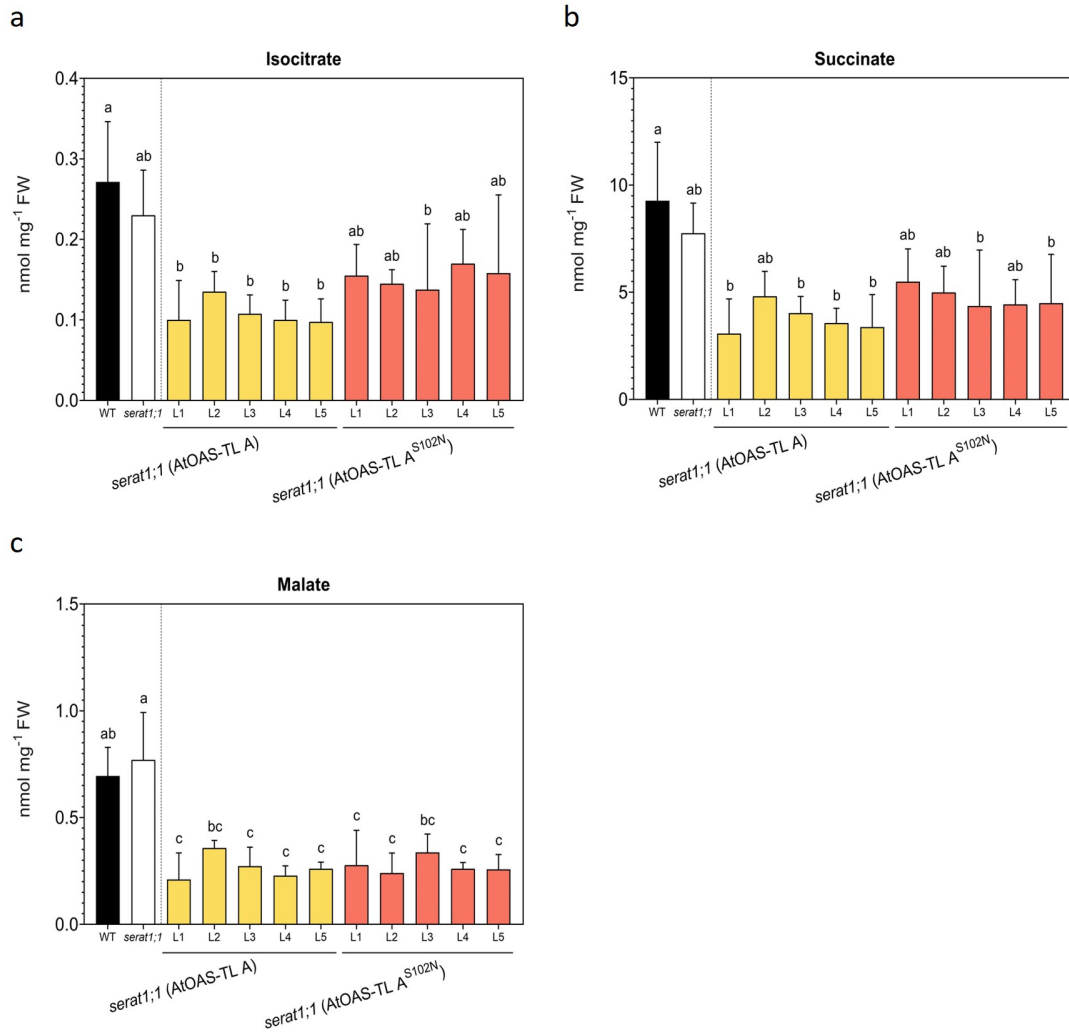 a
Isocitrate
0.4
0.3
0.2
0.1
0.0
nmol mg⁻¹ FW
a
ab
b
b
b
b
b
ab
ab
b
ab
ab
WT
serat1;1
L1
L2
L3
L4
L5
L1
L2
L3
L4
L5
serat1;1 (AtOAS-TL A)
serat1;1 (AtOAS-TL A^S102N)
b
Succinate
15
10
5
0
nmol mg⁻¹ FW
a
ab
b
ab
b
b
b
ab
ab
b
ab
b
WT
serat1;1
L1
L2
L3
L4
L5
L1
L2
L3
L4
L5
serat1;1 (AtOAS-TL A)
serat1;1 (AtOAS-TL A^S102N)
c
Malate
1.5
1.0
0.5
0.0
nmol mg⁻¹ FW
ab
a
c
bc
c
c
c
c
c
bc
c
c
WT
serat1;1
L1
L2
L3
L4
L5
L1
L2
L3
L4
L5
serat1;1 (AtOAS-TL A)
serat1;1 (AtOAS-TL A^S102N)